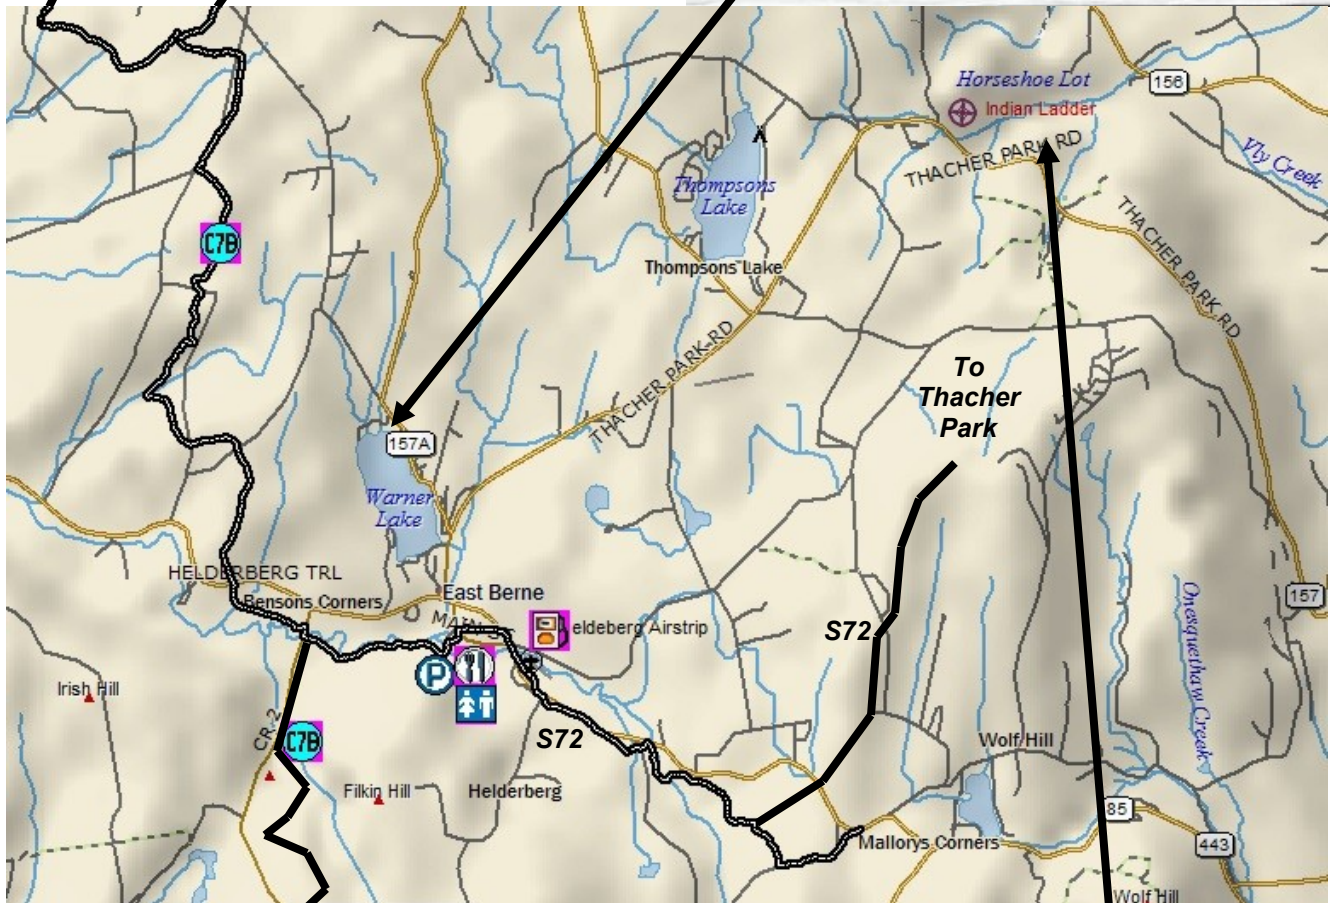 Horseshoe Lot
156
Indian Ladder
THACHER PARK RD
Vly Creek
Thompsons
Lake
THACHER PARK RD
C7B
Thompsons Lake
THACHER PARK RD
To
Thacher
Park
157A
Warner
Lake
HELDERBERG TRL
East Berne
157
Bensons Corners
MAIN
eldeberg Airstrip
S72
Onesquethaw Creek
P
Irish Hill
CR-2
C7B
S72
Wolf Hill
Filkin Hill
Helderberg
85
Mallorys Corners
443
Wolf Hill